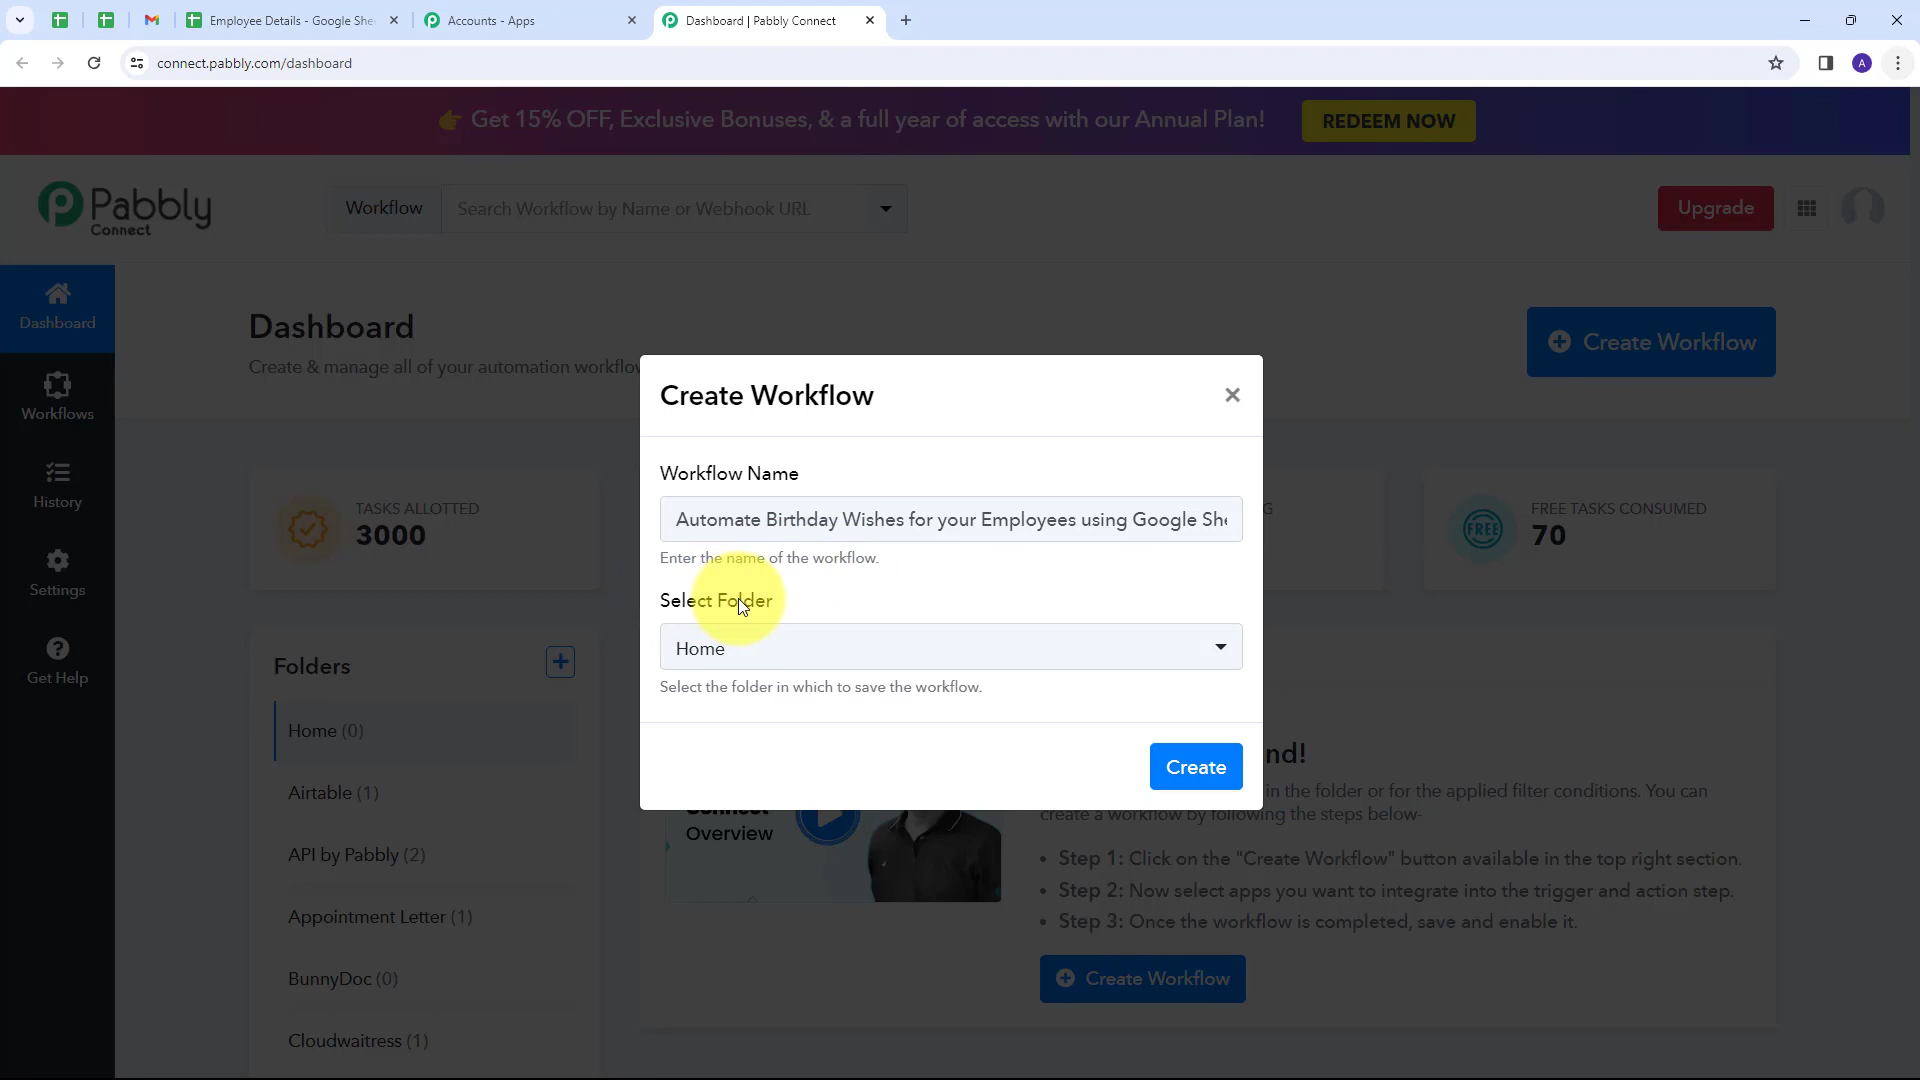 Employee Details - Google She
Accounts - Apps
Dashboard | Pabbly Connect
connect.pabbly.com/dashboard
A
Get 15% OFF, Exclusive Bonuses, & a full year of access with our Annual Plan!
REDEEM NOW
Pabbly
Connect
Workflow
Search Workflow by Name or Webhook URL
Upgrade
Dashboard
Workflows
History
Settings
Get Help
Dashboard
Create & manage all of your automation workflow
Create Workflow
TASKS ALLOTTED
3000
G
FREE TASKS CONSUMED
70
FREE
Create Workflow
Workflow Name
Automate Birthday Wishes for your Employees using Google She
Enter the name of the workflow.
Select Folder
Home
Select the folder in which to save the workflow.
Create
Folders
Home (0)
Airtable (1)
API by Pabbly (2)
Appointment Letter (1)
BunnyDoc (0)
Cloudwaitress (1)
Connect
Overview
nd!
in the folder or for the applied filter conditions. You can
create a workflow by following the steps below-
• Step 1: Click on the "Create Workflow" button available in the top right section.
• Step 2: Now select apps you want to integrate into the trigger and action step.
• Step 3: Once the workflow is completed, save and enable it.
Create Workflow